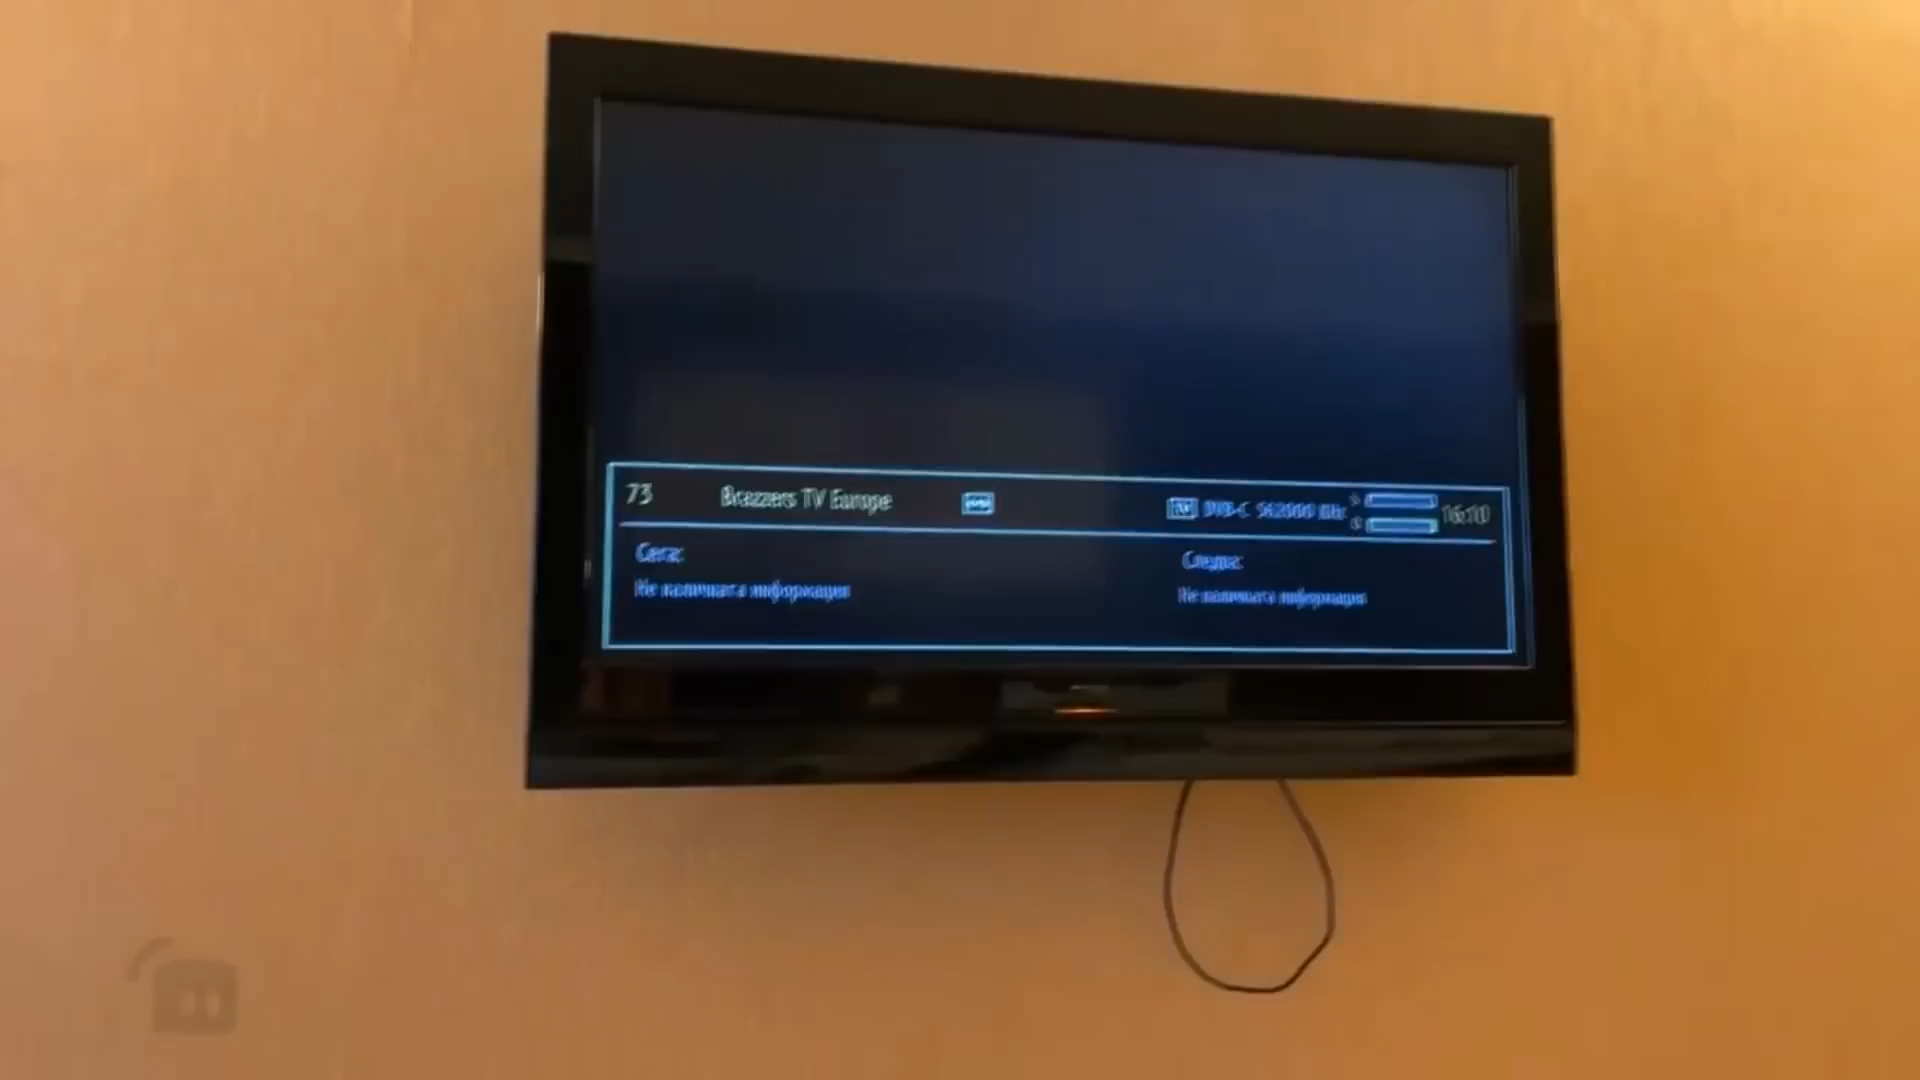 73 Brazzers TV Europe DVB-C 562000 kHz 16:10
Сега: Следва:
Не налична информация Не налична информация